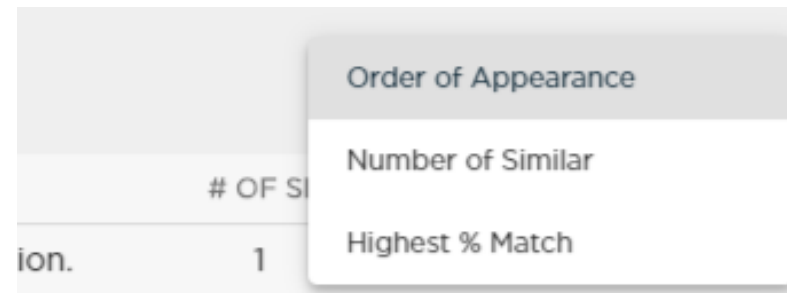 Order of Appearance
Number of Similar
# OF SI
Highest % Match
ion. 1